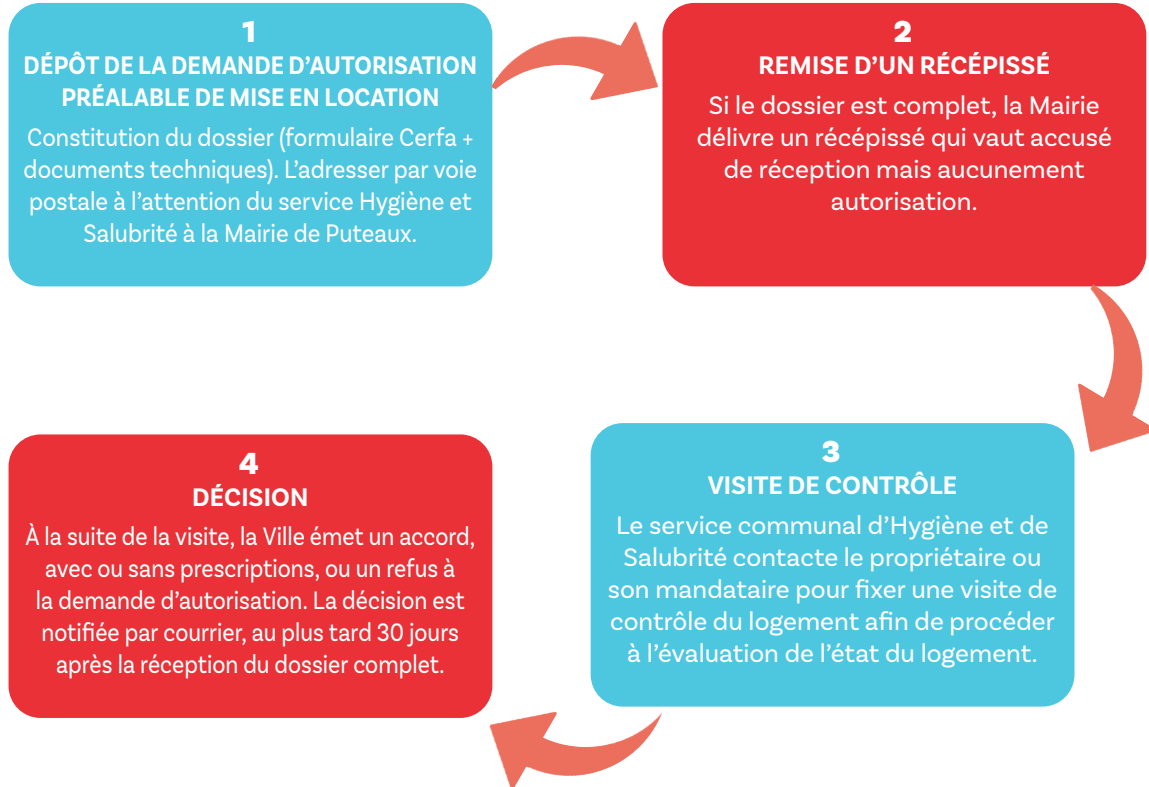 1
DÉPÔT DE LA DEMANDE D’AUTORISATION
PRÉALABLE DE MISE EN LOCATION
Constitution du dossier (formulaire Cerfa +
documents techniques). L’adresser par voie
postale à l’attention du service Hygiène et
Salubrité à la Mairie de Puteaux.
2
REMISE D’UN RÉCÉPISSÉ
Si le dossier est complet, la Mairie
délivre un récépissé qui vaut accusé
de réception mais aucunement
autorisation.
3
VISITE DE CONTRÔLE
Le service communal d’Hygiène et de
Salubrité contacte le propriétaire ou
son mandataire pour fixer une visite de
contrôle du logement afin de procéder
à l’évaluation de l’état du logement.
4
DÉCISION
À la suite de la visite, la Ville émet un accord,
avec ou sans prescriptions, ou un refus à
la demande d’autorisation. La décision est
notifiée par courrier, au plus tard 30 jours
après la réception du dossier complet.